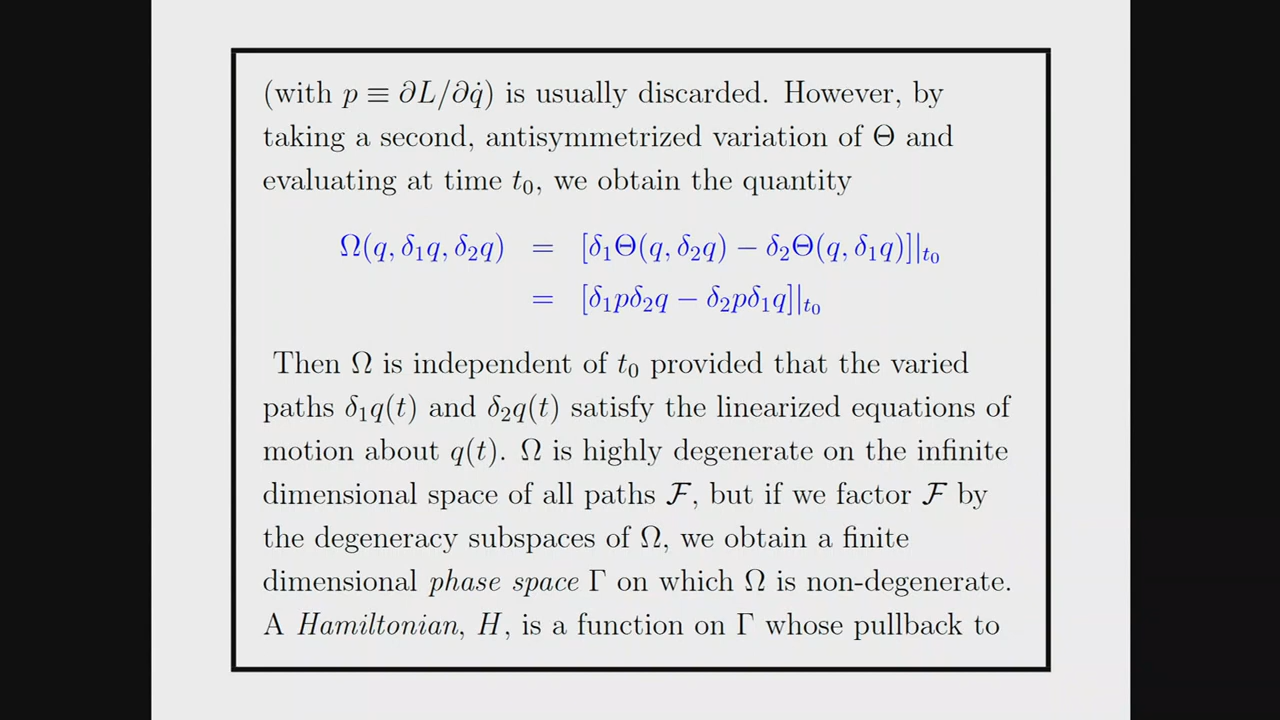 (with p ≡ ∂L/∂q̇) is usually discarded. However, by
taking a second, antisymmetrized variation of Θ and
evaluating at time t₀, we obtain the quantity
Ω(q, δ₁q, δ₂q) = [δ₁Θ(q, δ₂q) − δ₂Θ(q, δ₁q)]|t₀
= [δ₁pδ₂q − δ₂pδ₁q]|t₀
Then Ω is independent of t₀ provided that the varied
paths δ₁q(t) and δ₂q(t) satisfy the linearized equations of
motion about q(t). Ω is highly degenerate on the infinite
dimensional space of all paths ℱ, but if we factor ℱ by
the degeneracy subspaces of Ω, we obtain a finite
dimensional phase space Γ on which Ω is non-degenerate.
A Hamiltonian, H, is a function on Γ whose pullback to